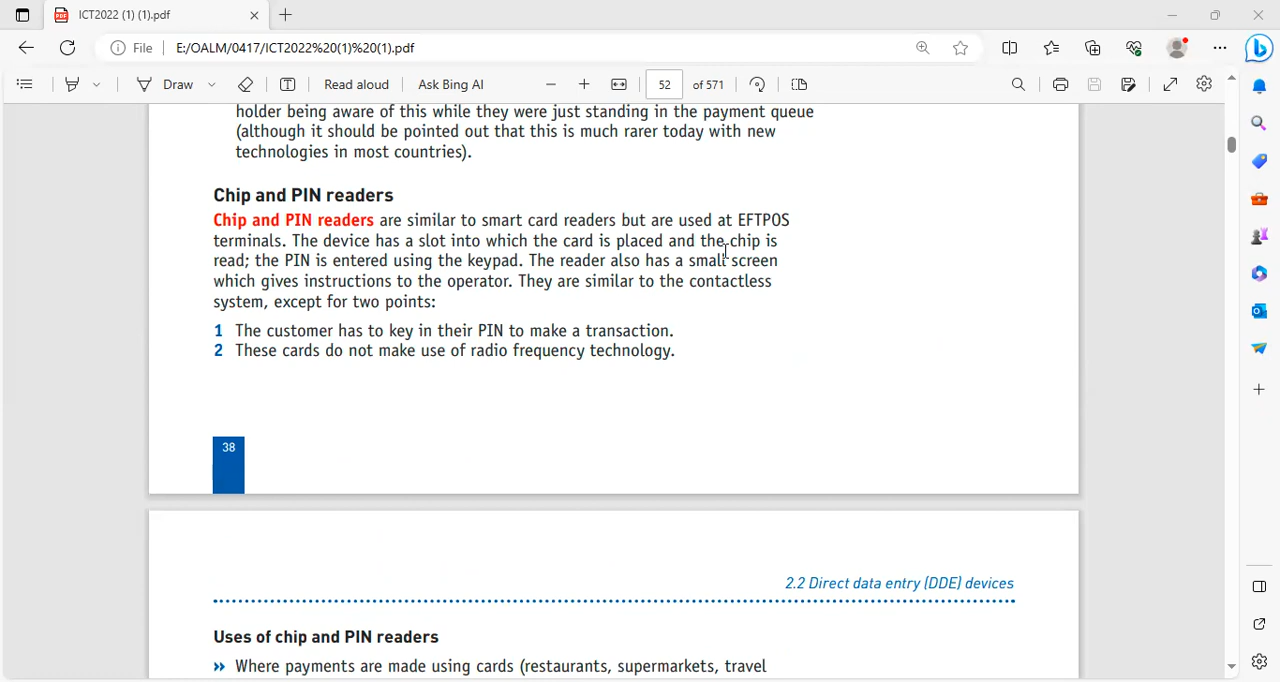 ICT2022 (1) (1).pdf
File
E:/OALM/0417/ICT2022%20(1)%20(1).pdf
Draw
Read aloud
Ask Bing AI
52
of 571
holder being aware of this while they were just standing in the payment queue
(although it should be pointed out that this is much rarer today with new
technologies in most countries).
Chip and PIN readers
Chip and PIN readers are similar to smart card readers but are used at EFTPOS
terminals. The device has a slot into which the card is placed and the chip is
read; the PIN is entered using the keypad. The reader also has a small screen
which gives instructions to the operator. They are similar to the contactless
system, except for two points:
1 The customer has to key in their PIN to make a transaction.
2 These cards do not make use of radio frequency technology.
38
2.2 Direct data entry (DDE) devices
Uses of chip and PIN readers
» Where payments are made using cards (restaurants, supermarkets, travel